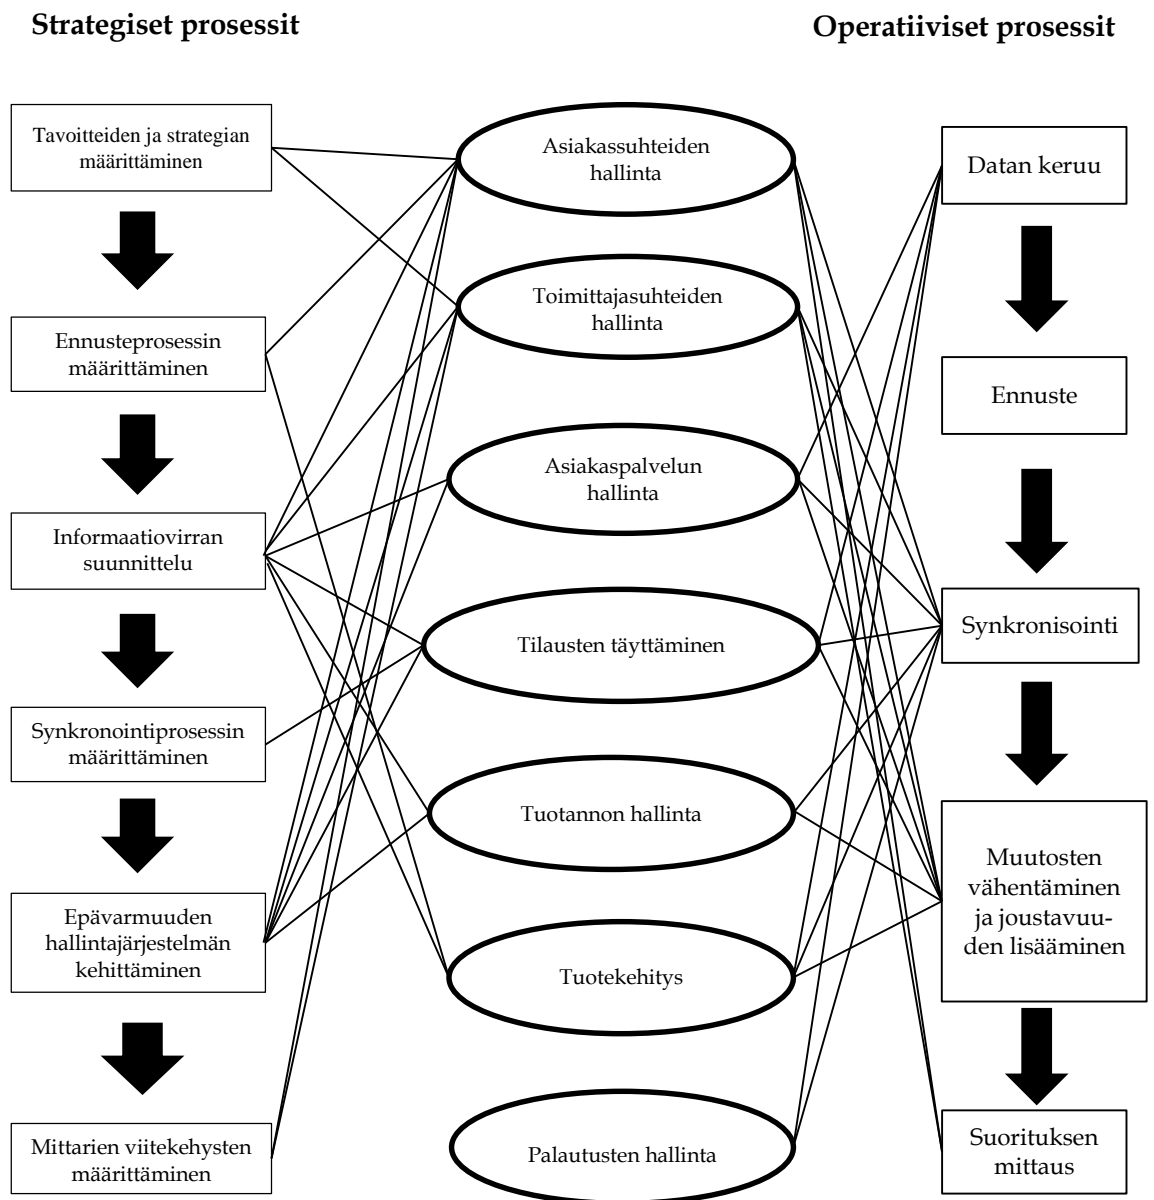 Strategiset prosessit
Operatiiviset prosessit
Tavoitteiden ja strategian
määrittäminen
Ennusteprosessin
määrittäminen
Informaatiovirran
suunnittelu
Synkronointiprosessin
määrittäminen
Epävarmuuden
hallintajärjestelmän
kehittäminen
Mittarien viitekehysten
määrittäminen
Asiakassuhteiden
hallinta
Toimittajasuhteiden
hallinta
Asiakaspalvelun
hallinta
Tilausten täyttäminen
Tuotannon hallinta
Tuotekehitys
Palautusten hallinta
Datan keruu
Ennuste
Synkronisointi
Muutosten
vähentäminen
ja joustavuu-
den lisääminen
Suorituksen
mittaus